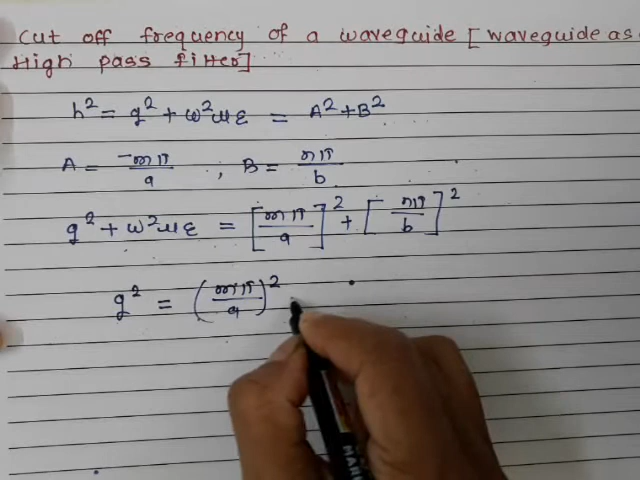 Cut off frequency of a waveguide [waveguide as
High pass filter]
h² = g² + ω²με = A² + B²
A = -mπ/a ; B = nπ/b
g² + ω²με = [mπ/a]² + [nπ/b]²
g² = (mπ/a)²
MARK